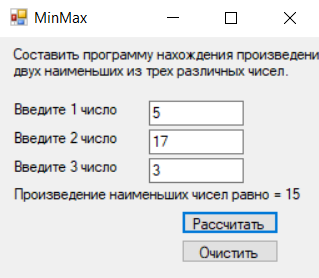 MinMax
Составить программу нахождения произведени
двух наименьших из трех различных чисел.
Введите 1 число 5
Введите 2 число 17
Введите 3 число 3
Произведение наименьших чисел равно = 15
Рассчитать
Очистить